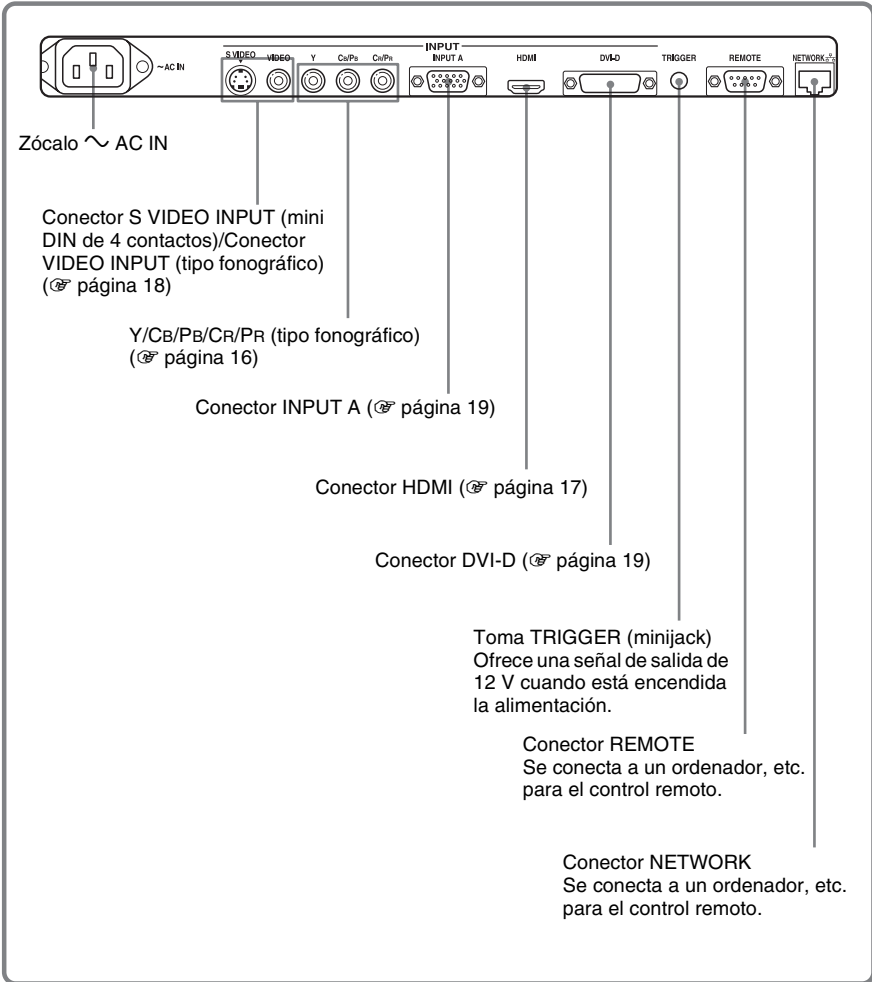 INPUT
~AC IN
S VIDEO
VIDEO
Y
CB/PB
CR/PR
INPUT A
HDMI
DVI-D
TRIGGER
REMOTE
NETWORK
Zócalo ~ AC IN
Conector S VIDEO INPUT (mini
DIN de 4 contactos)/Conector
VIDEO INPUT (tipo fonográfico)
(☞ página 18)
Y/CB/PB/CR/PR (tipo fonográfico)
(☞ página 16)
Conector INPUT A (☞ página 19)
Conector HDMI (☞ página 17)
Conector DVI-D (☞ página 19)
Toma TRIGGER (minijack)
Ofrece una señal de salida de
12 V cuando está encendida
la alimentación.
Conector REMOTE
Se conecta a un ordenador, etc.
para el control remoto.
Conector NETWORK
Se conecta a un ordenador, etc.
para el control remoto.